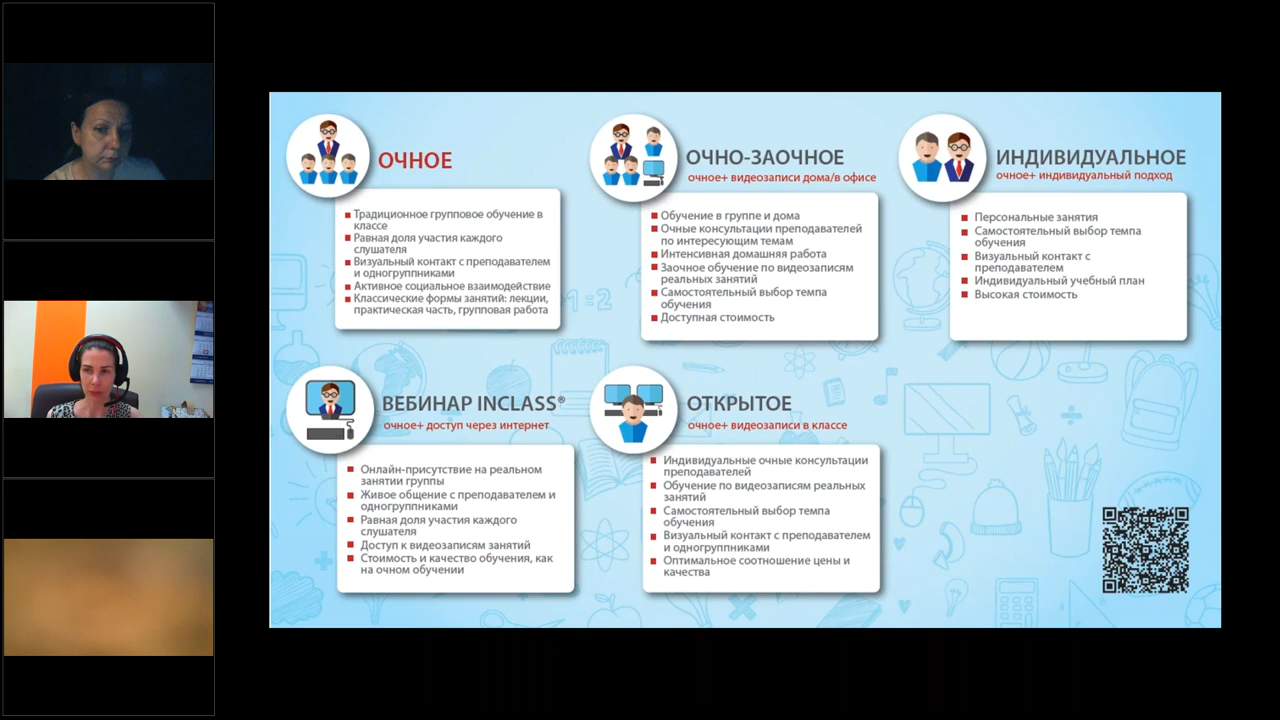 ОЧНОЕ
Традиционное групповое обучение в
классе
Равная доля участия каждого
слушателя
Визуальный контакт с преподавателем
и одногруппниками
Активное социальное взаимодействие
Классические формы занятий: лекции,
практическая часть, групповая работа
ОЧНО-ЗАОЧНОЕ
очное+ видеозаписи дома/в офисе
Обучение в группе и дома
Очные консультации преподавателей
по интересующим темам
Интенсивная домашняя работа
Заочное обучение по видеозаписям
реальных занятий
Самостоятельный выбор темпа
обучения
Доступная стоимость
ИНДИВИДУАЛЬНОЕ
очное+ индивидуальный подход
Персональные занятия
Самостоятельный выбор темпа
обучения
Визуальный контакт с
преподавателем
Индивидуальный учебный план
Высокая стоимость
ВЕБИНАР INCLASS®
очное+ доступ через интернет
Онлайн-присутствие на реальном
занятии группы
Живое общение с преподавателем и
одногруппниками
Равная доля участия каждого
слушателя
Доступ к видеозаписям занятий
Стоимость и качество обучения, как
на очном обучении
ОТКРЫТОЕ
очное+ видеозаписи в классе
Индивидуальные очные консультации
преподавателей
Обучение по видеозаписям реальных
занятий
Самостоятельный выбор темпа
обучения
Визуальный контакт с преподавателем
и одногруппниками
Оптимальное соотношение цены и
качества